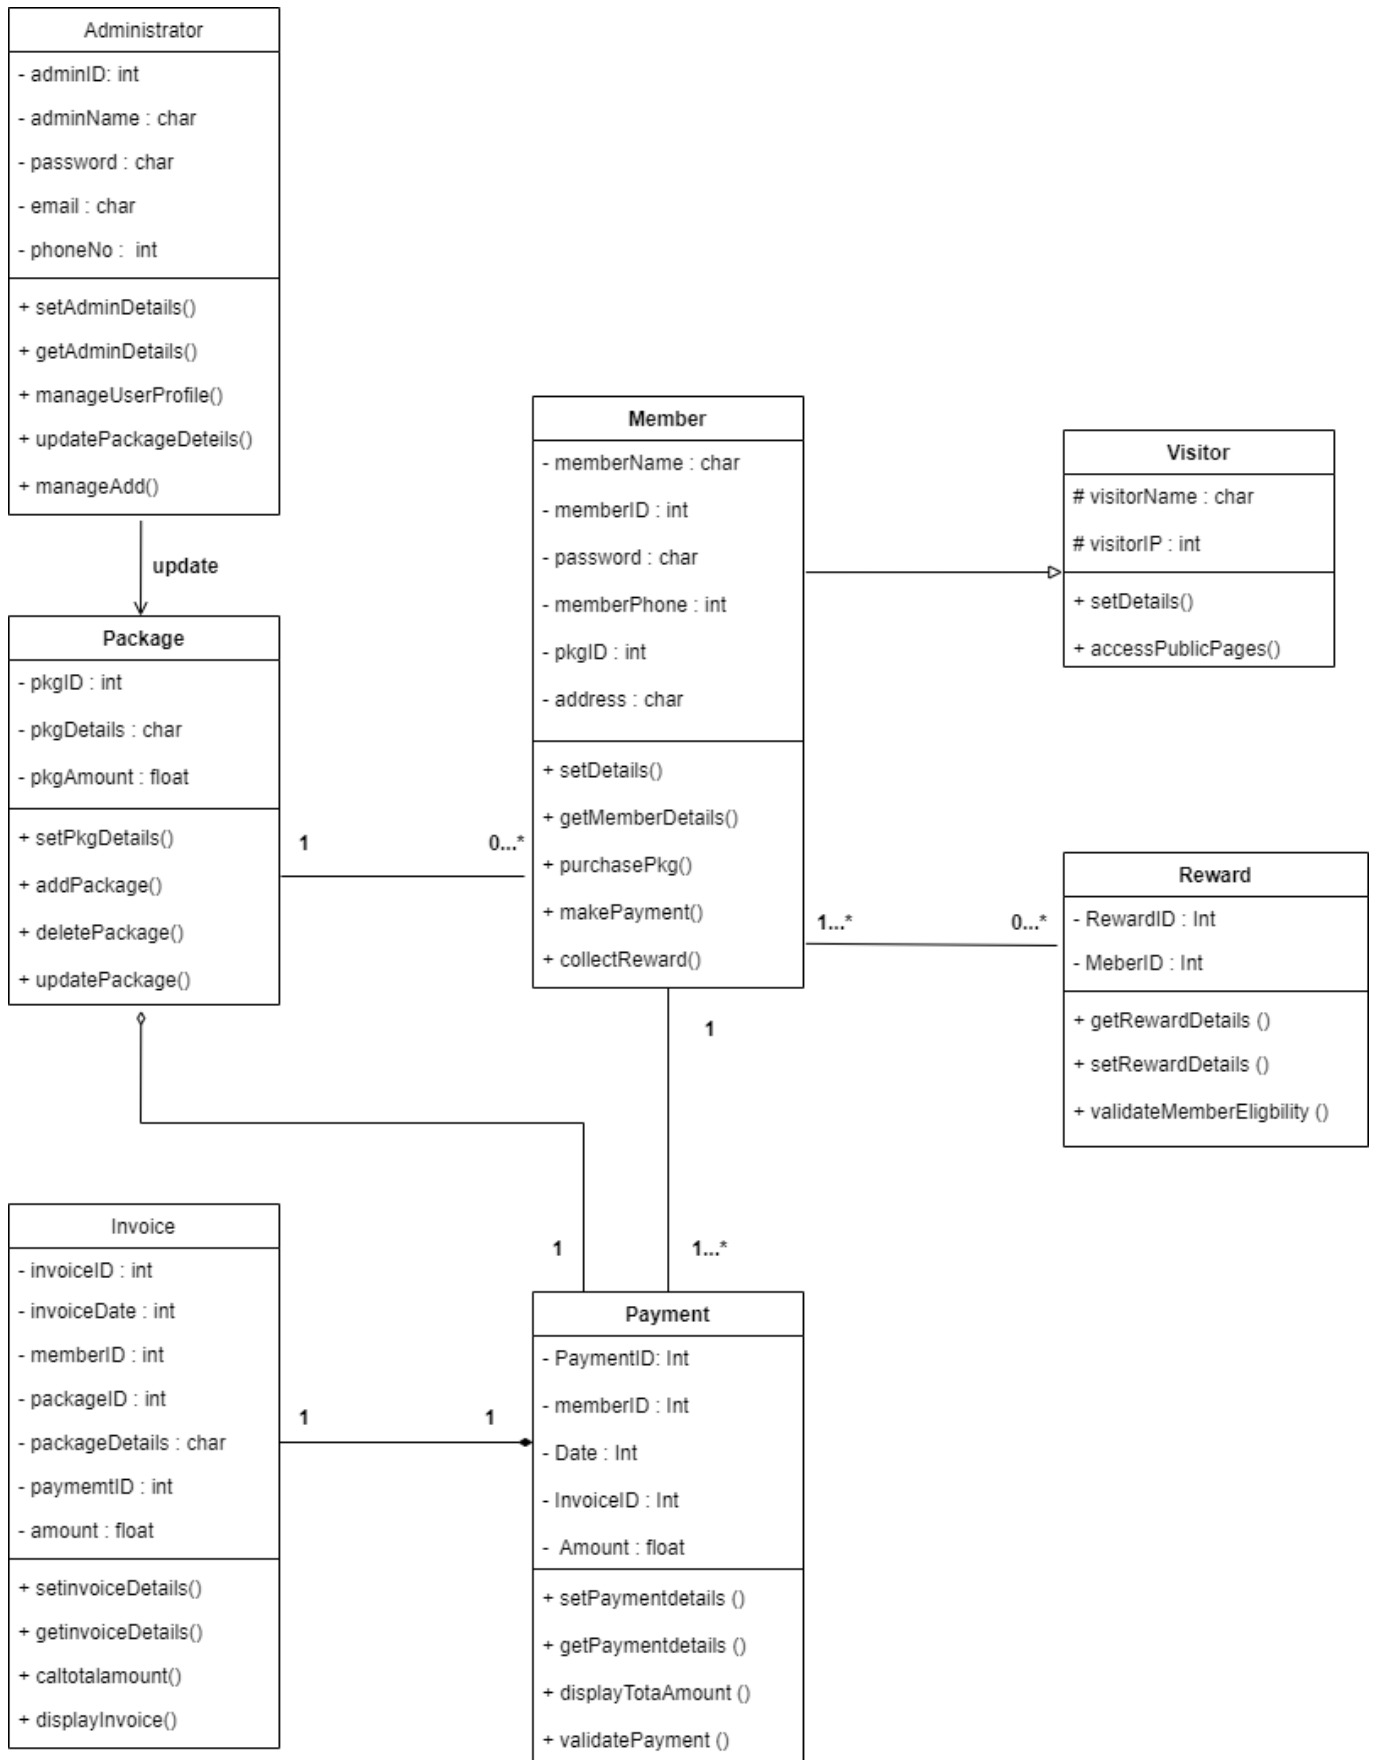 Administrator
- adminID: int
- adminName : char
- password : char
- email : char
- phoneNo :  int
+ setAdminDetails()
+ getAdminDetails()
+ manageUserProfile()
+ updatePackageDeteils()
+ manageAdd()
update
Package
- pkgID : int
- pkgDetails : char
- pkgAmount : float
+ setPkgDetails()
+ addPackage()
+ deletePackage()
+ updatePackage()
1
0...*
Member
- memberName : char
- memberID : int
- password : char
- memberPhone : int
- pkgID : int
- address : char
+ setDetails()
+ getMemberDetails()
+ purchasePkg()
+ makePayment()
+ collectReward()
Visitor
# visitorName : char
# visitorIP : int
+ setDetails()
+ accessPublicPages()
1...*
0...*
Reward
- RewardID : Int
- MeberID : Int
+ getRewardDetails ()
+ setRewardDetails ()
+ validateMemberEligbility ()
1
1
1...*
Invoice
- invoiceID : int
- invoiceDate : int
- memberID : int
- packageID : int
- packageDetails : char
- paymemtID : int
- amount : float
+ setinvoiceDetails()
+ getinvoiceDetails()
+ caltotalamount()
+ displayInvoice()
1
1
Payment
- PaymentID: Int
- memberID : Int
- Date : Int
- InvoiceID : Int
-  Amount : float
+ setPaymentdetails ()
+ getPaymentdetails ()
+ displayTotaAmount ()
+ validatePayment ()